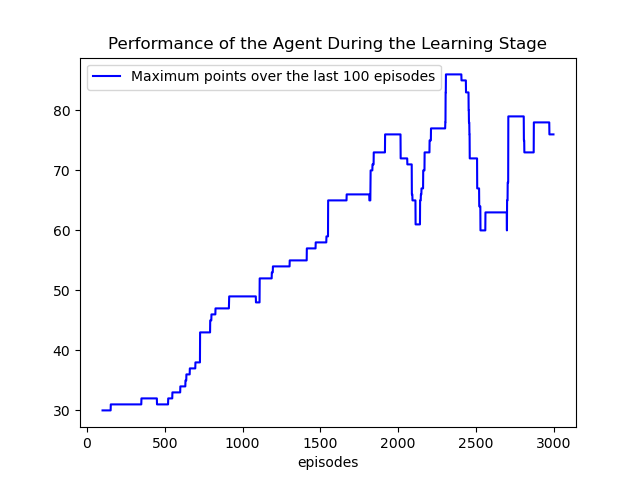 Performance of the Agent During the Learning Stage
Maximum points over the last 100 episodes
80
70
60
50
40
30
0 500 1000 1500 2000 2500 3000
episodes